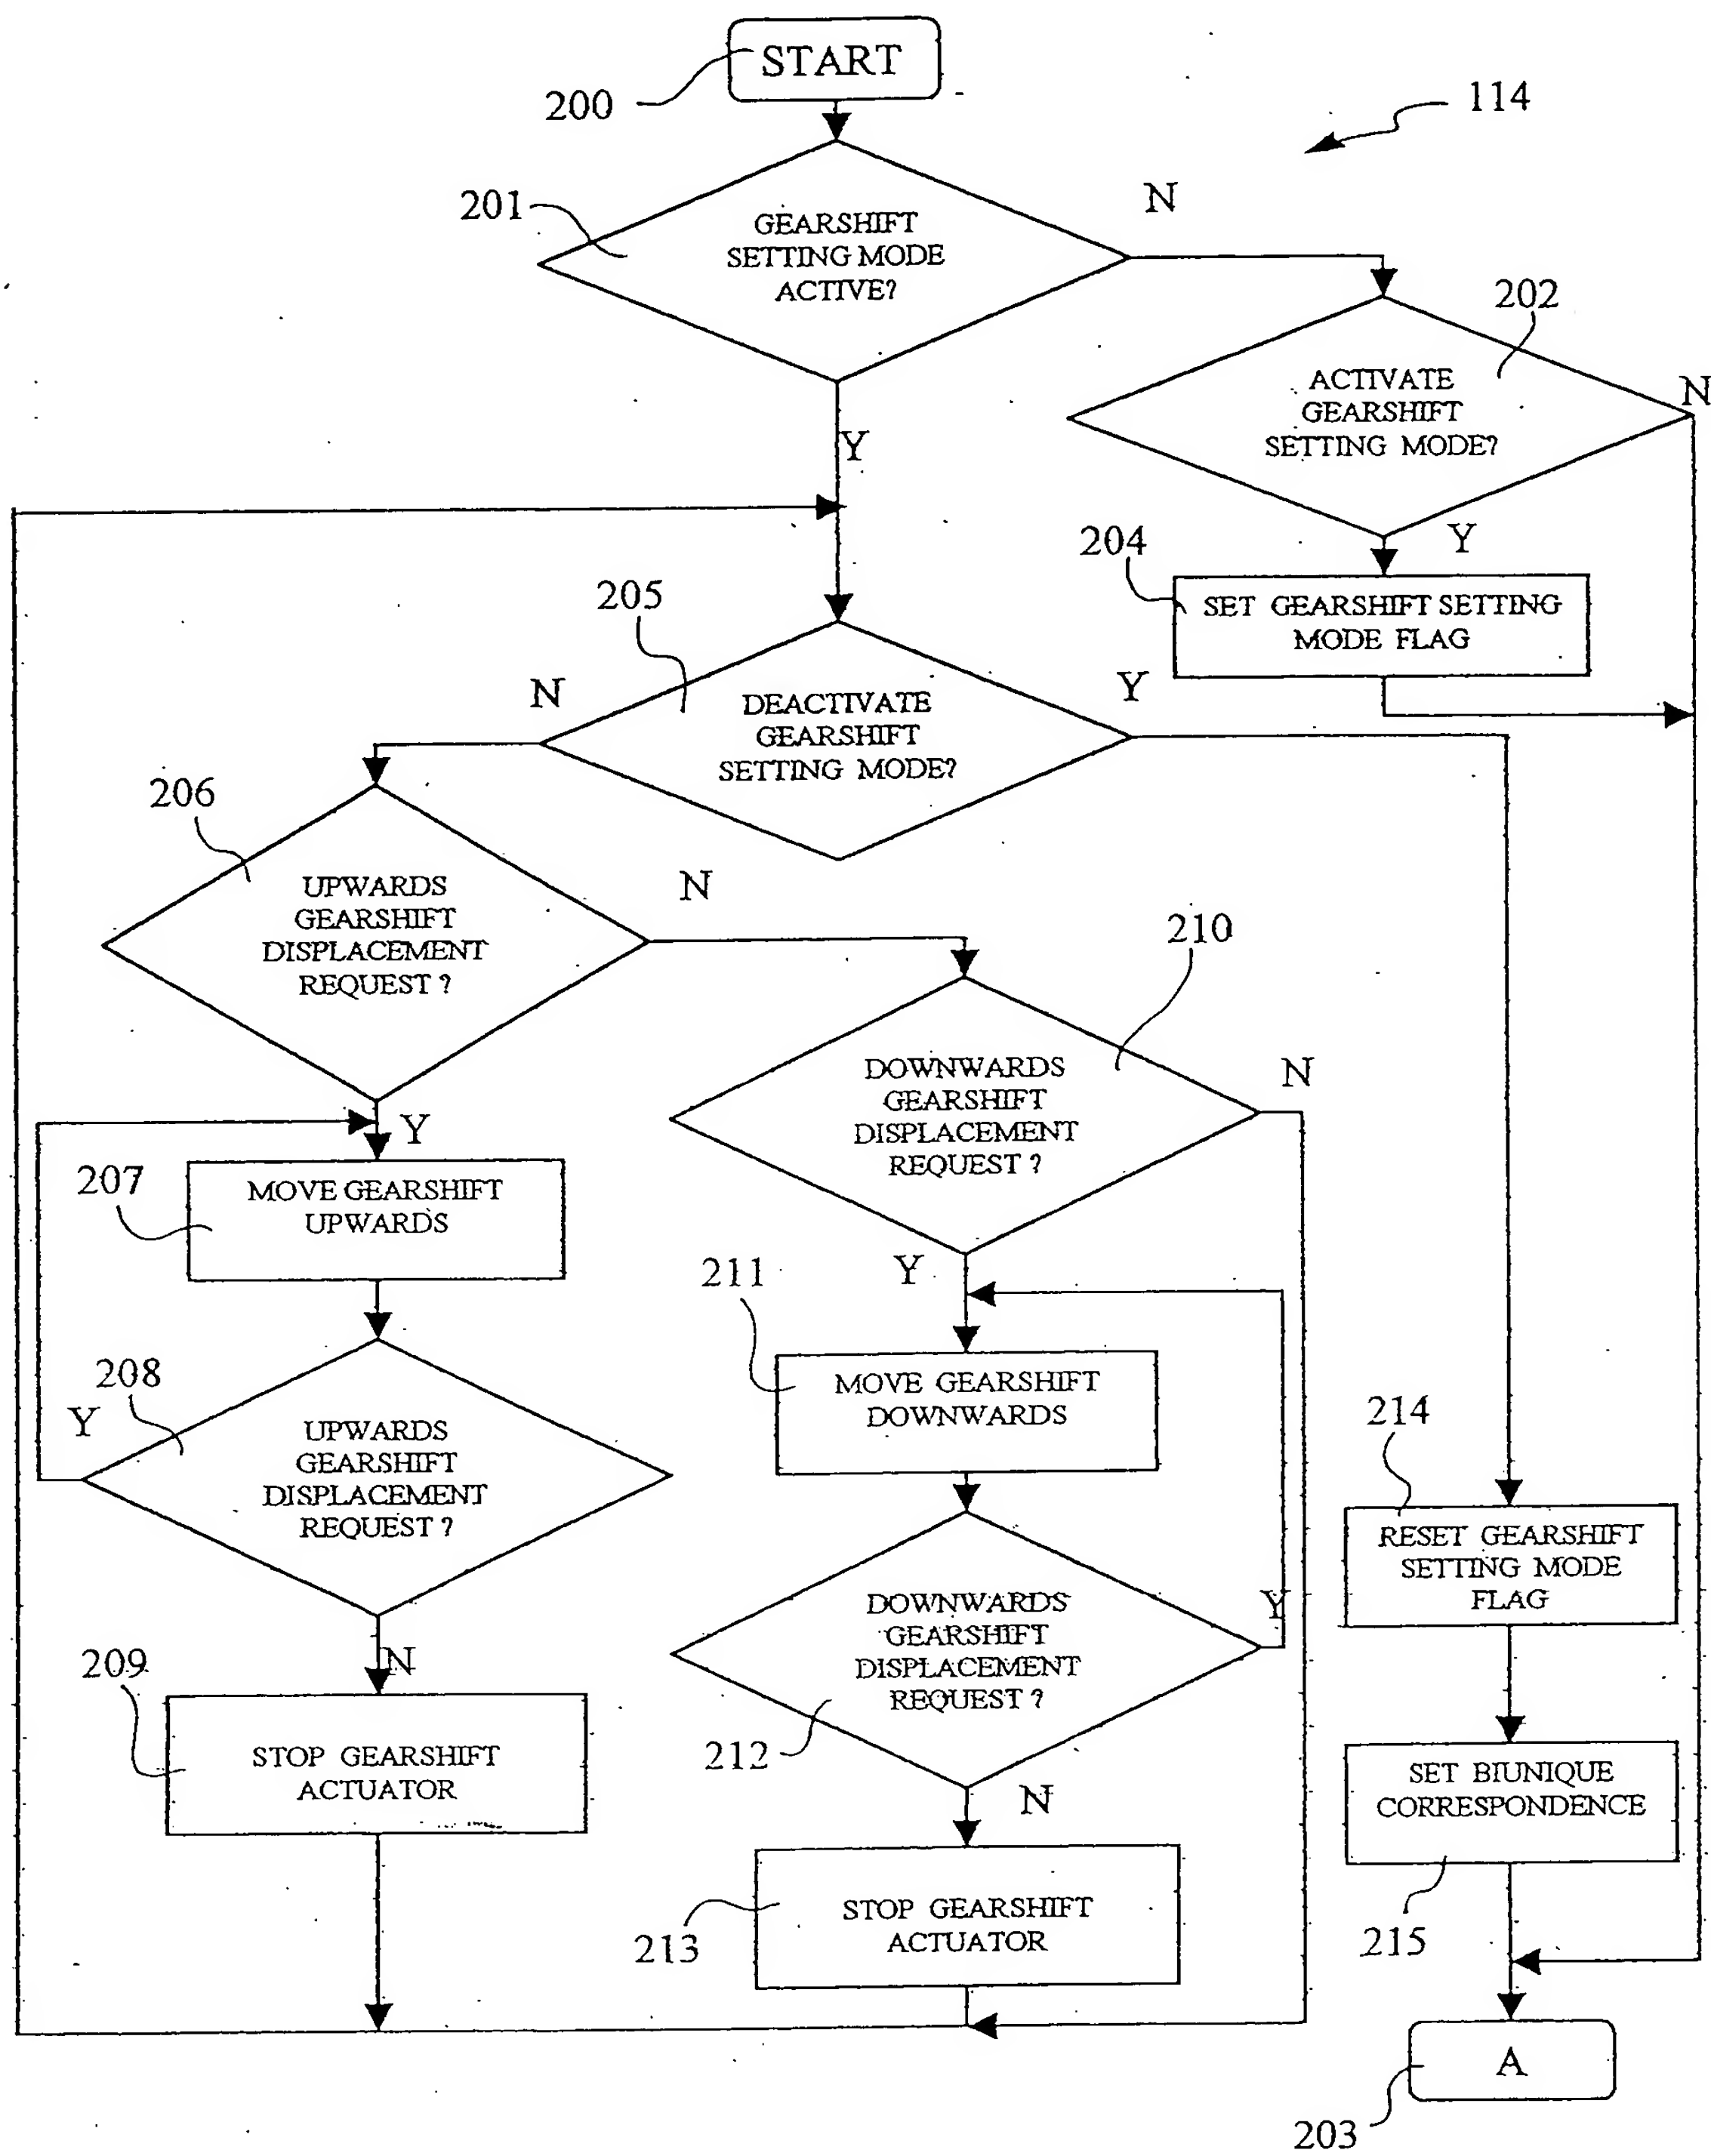 START
200
114
201
GEARSHIFT
SETTING MODE
ACTIVE?
N
202
ACTIVATE
GEARSHIFT
SETTING MODE?
N
Y
Y
204
SET GEARSHIFT SETTING
MODE FLAG
205
N
DEACTIVATE
GEARSHIFT
SETTING MODE?
Y
206
UPWARDS
GEARSHIFT
DISPLACEMENT
REQUEST ?
N
210
DOWNWARDS
GEARSHIFT
DISPLACEMENT
REQUEST ?
N
Y
207
MOVE GEARSHIFT
UPWARDS
Y
211
MOVE GEARSHIFT
DOWNWARDS
208
Y
UPWARDS
GEARSHIFT
DISPLACEMENT
REQUEST ?
214
RESET GEARSHIFT
SETTING MODE
FLAG
DOWNWARDS
GEARSHIFT
DISPLACEMENT
REQUEST ?
Y
212
N
209
STOP GEARSHIFT
ACTUATOR
N
SET BIUNIQUE
CORRESPONDENCE
215
213
STOP GEARSHIFT
ACTUATOR
A
203